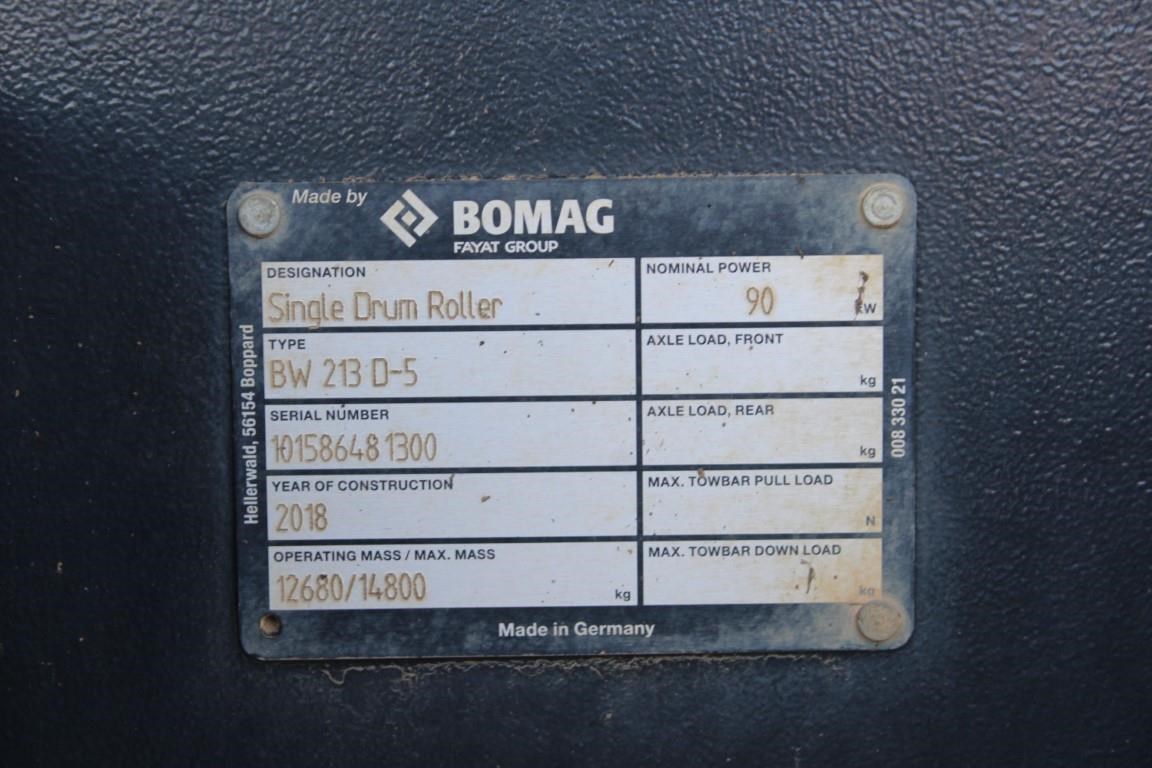 Made by
BOMAG
FAYAT GROUP
DESIGNATION
Single Drum Roller
NOMINAL POWER
90 kW
TYPE
BW 213 D-5
AXLE LOAD, FRONT
kg
SERIAL NUMBER
101586481300
AXLE LOAD, REAR
kg
YEAR OF CONSTRUCTION
2018
MAX. TOWBAR PULL LOAD
N
OPERATING MASS / MAX. MASS
12680/14800 kg
MAX. TOWBAR DOWN LOAD
kg
Hellerwald, 56154 Boppard
008 330 21
Made in Germany